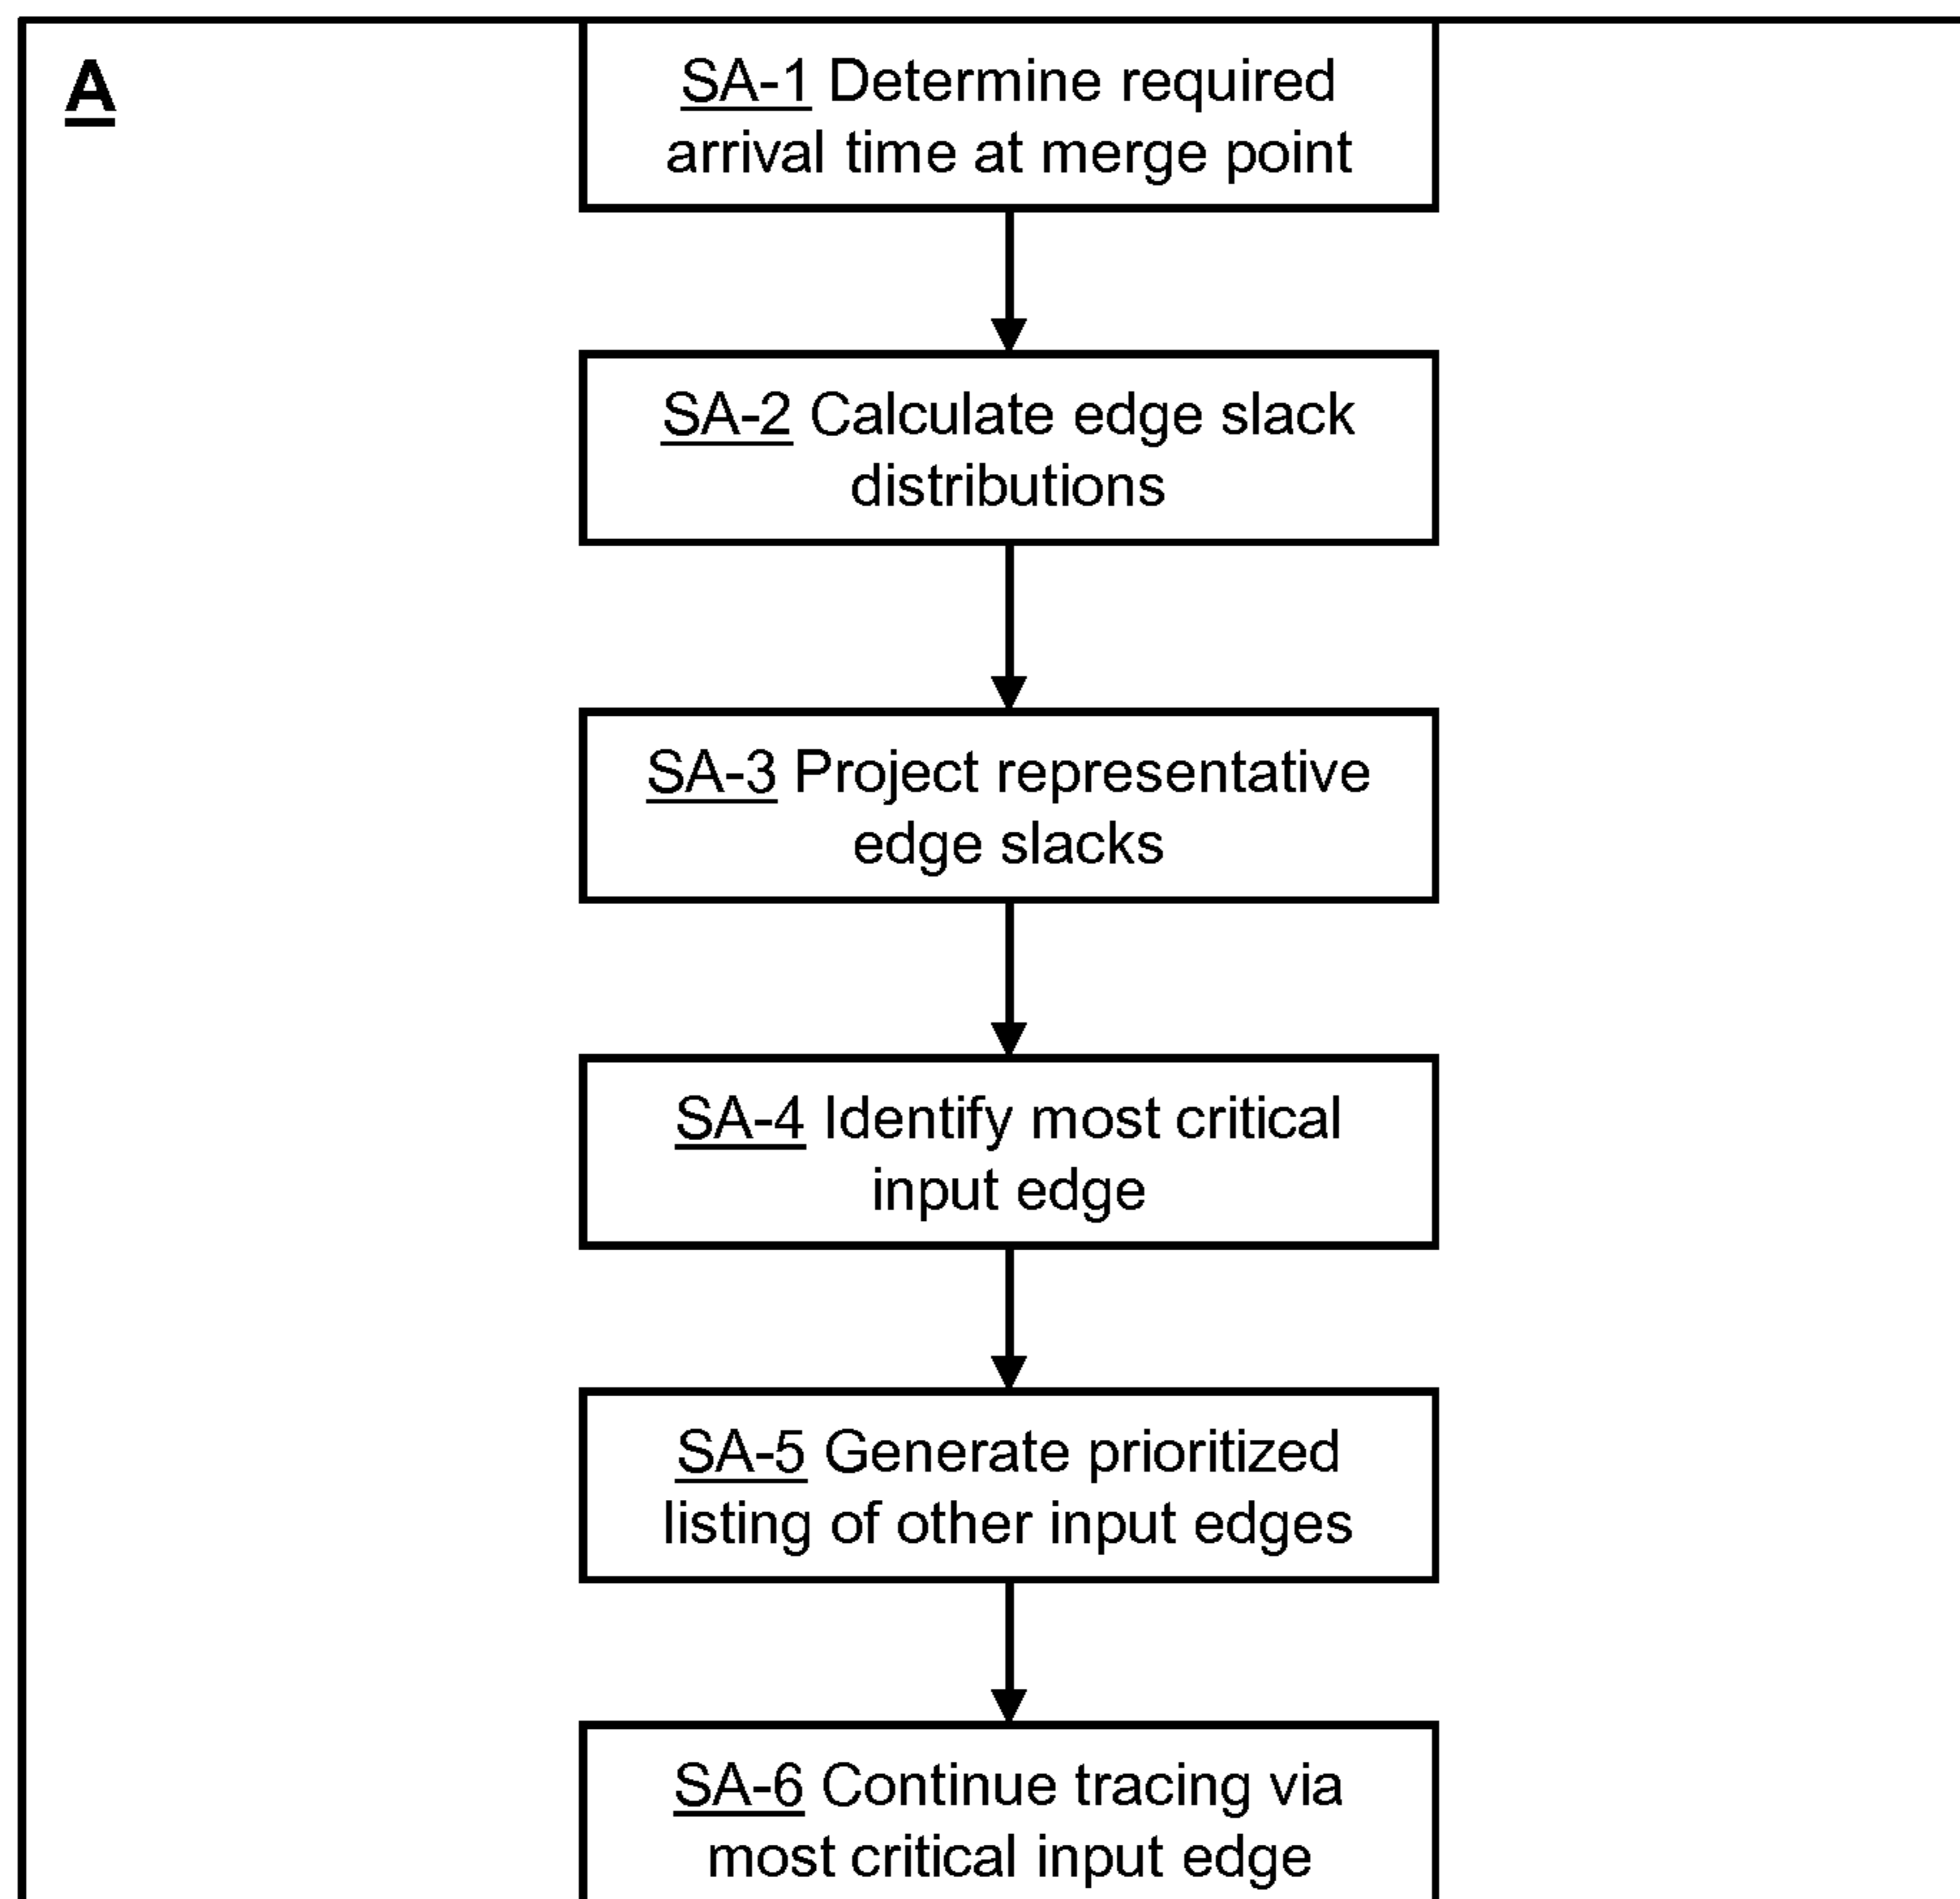 A
SA-1 Determine required
arrival time at merge point
SA-2 Calculate edge slack
distributions
SA-3 Project representative
edge slacks
SA-4 Identify most critical
input edge
SA-5 Generate prioritized
listing of other input edges
SA-6 Continue tracing via
most critical input edge